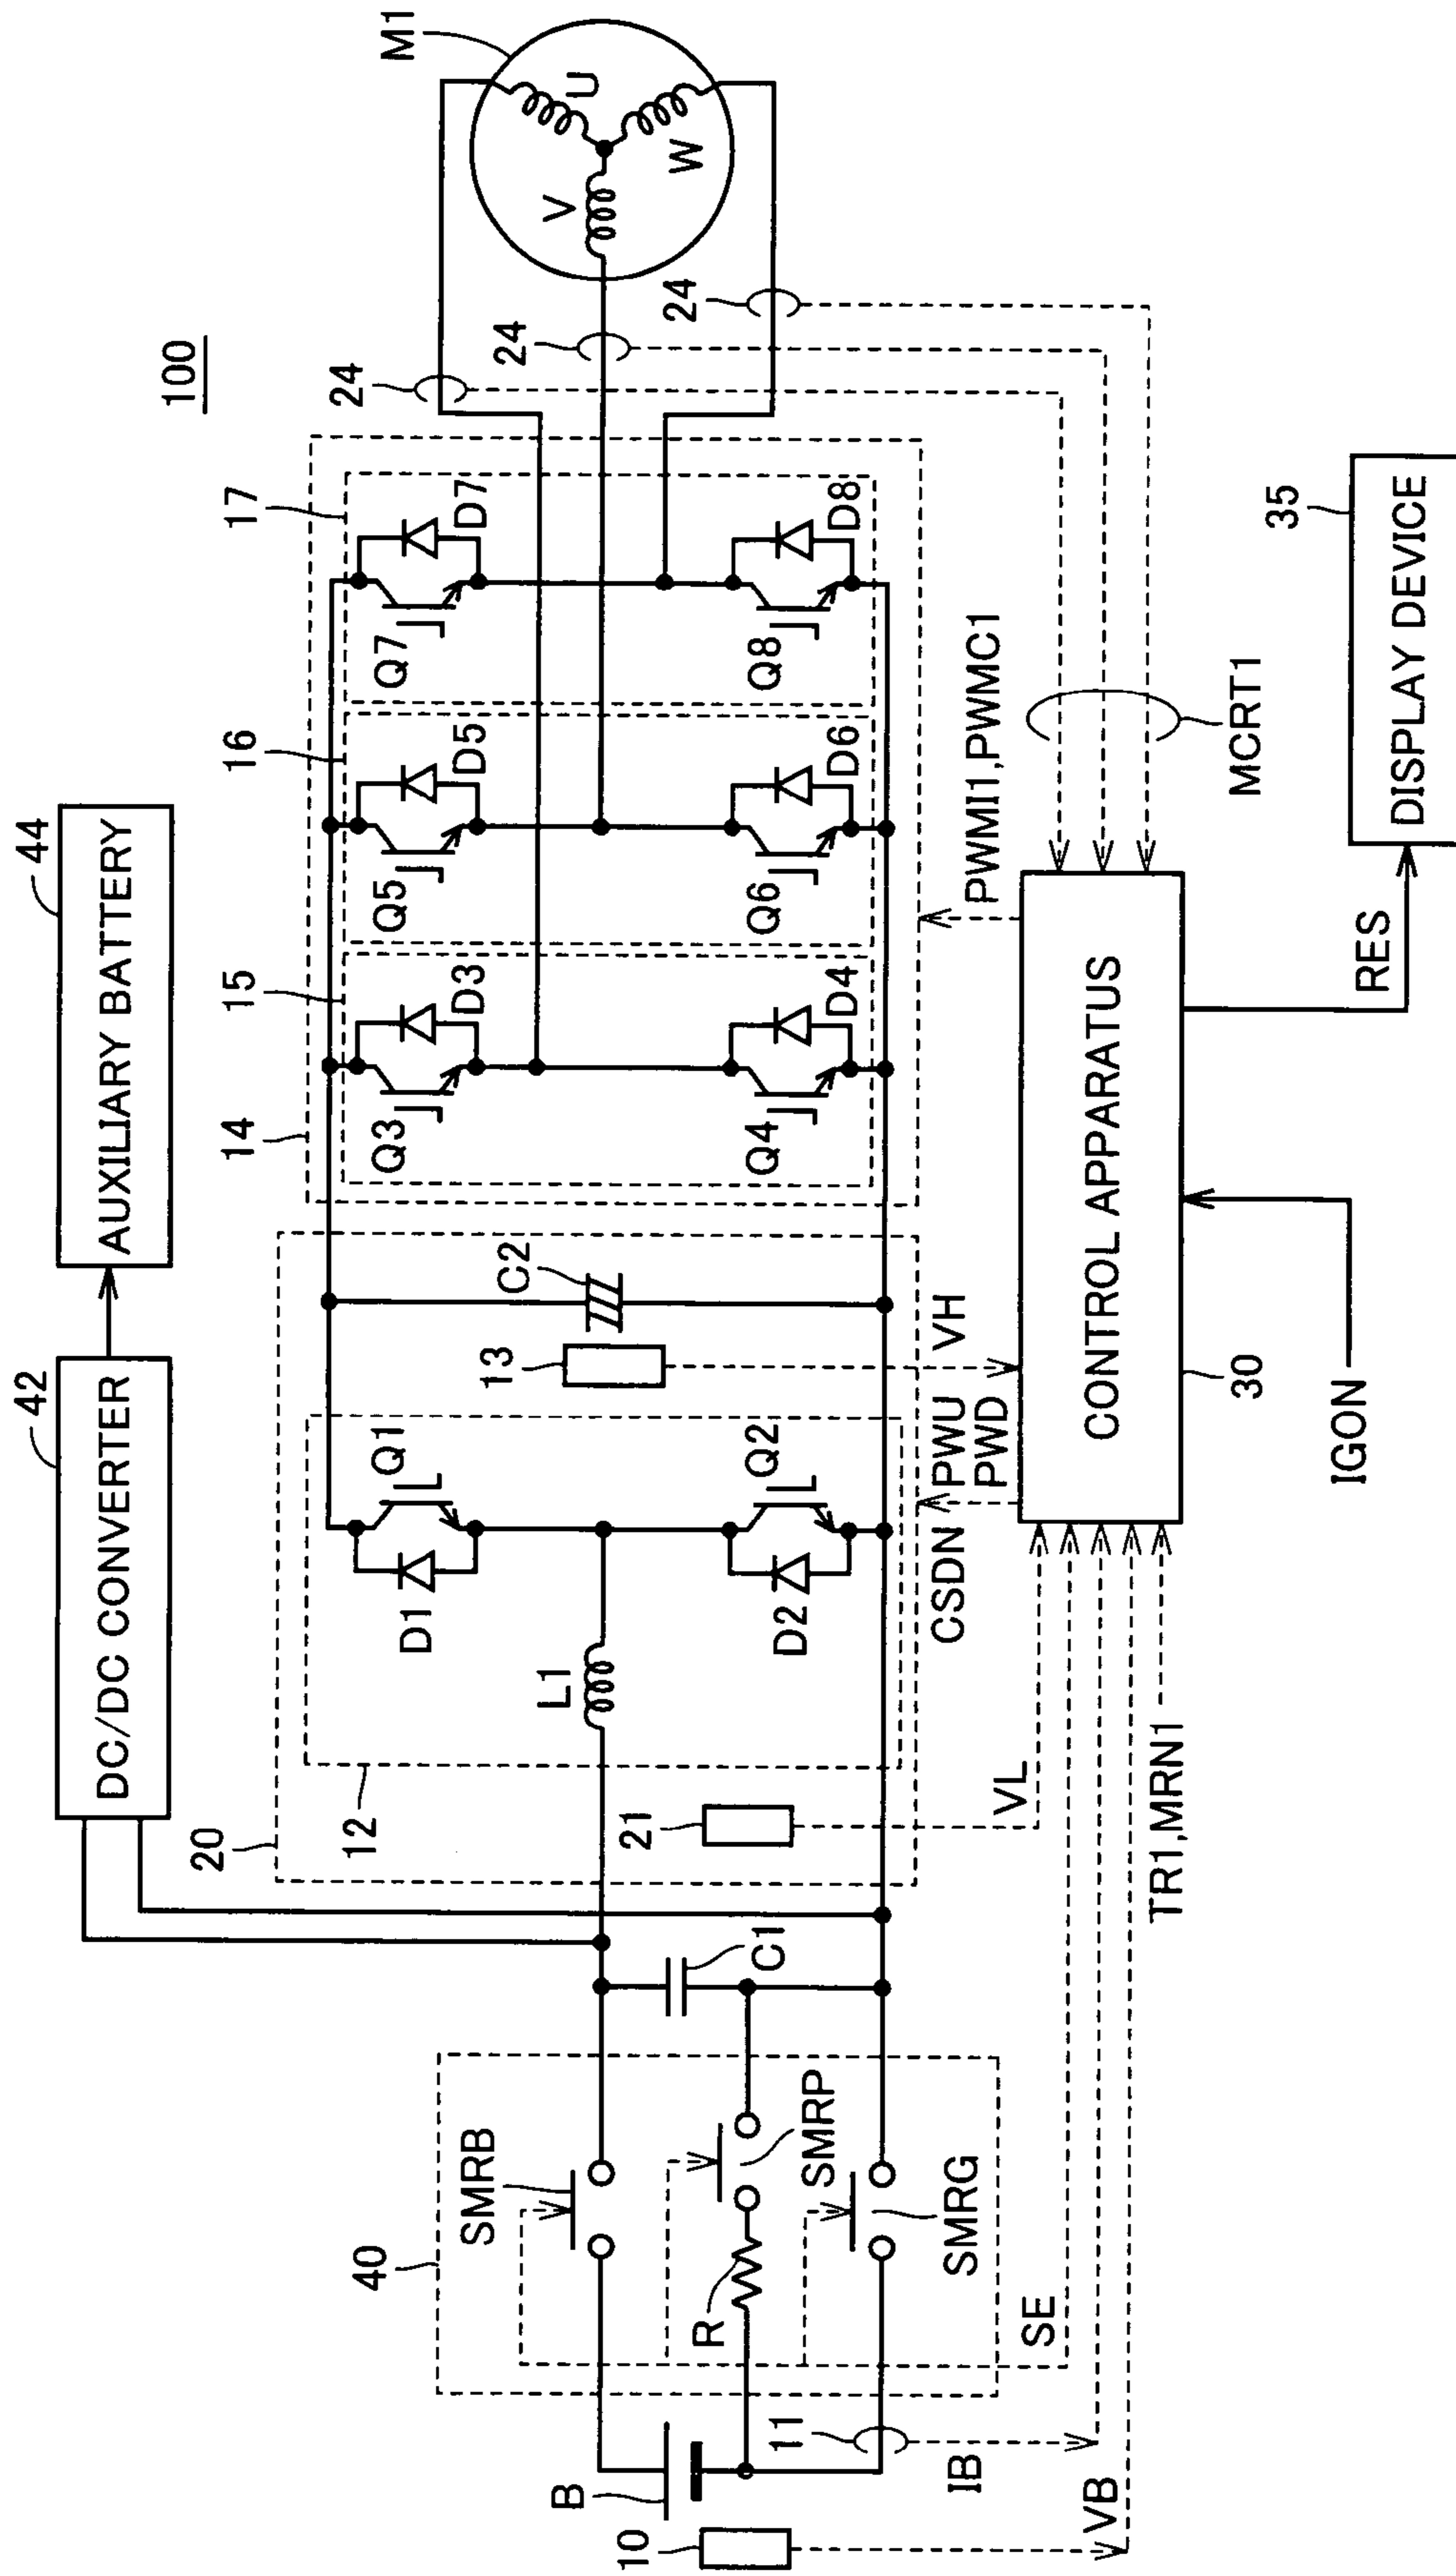 100
DC/DC CONVERTER
42
AUXILIARY BATTERY
44
20
12
L1
D1
Q1
D2
Q2
13
C2
14
15
Q3
D3
Q4
D4
16
Q5
D5
Q6
D6
17
Q7
D7
Q8
D8
24
24
24
M1
U
V
W
40
SMRB
SMRP
R
SMRG
C1
21
B
10
11
IB
VB
SE
VL
TR1,MRN1
CSDN
PWU
PWD
VH
PWMI1,PWMC1
MCRT1
CONTROL APPARATUS
30
IGON
RES
DISPLAY DEVICE
35